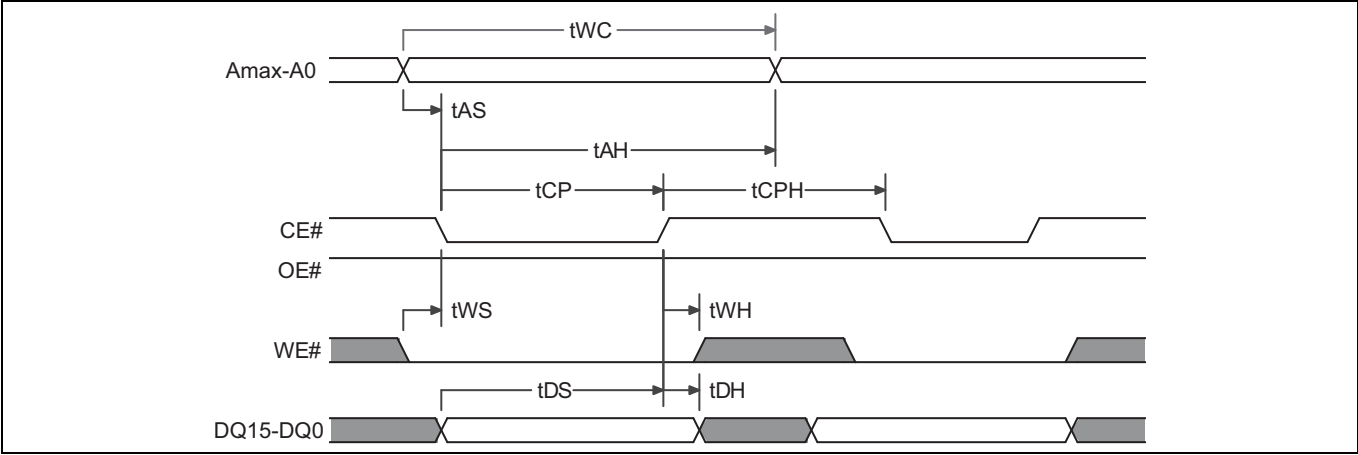 tWC
Amax-A0
tAS
tAH
tCP
tCPH
CE#
OE#
tWS
tWH
WE#
tDS
tDH
DQ15-DQ0